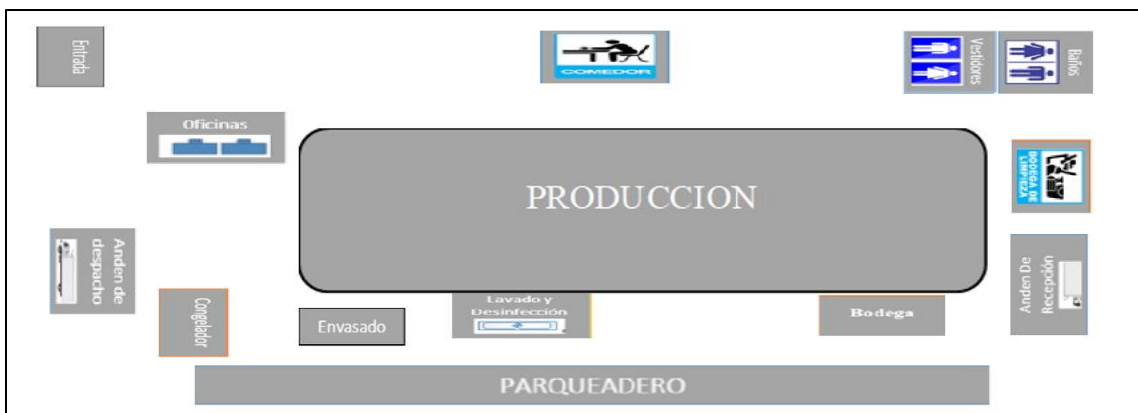 Entrada
COMEDOR
Vestidores
Baños
Oficinas
PRODUCCION
BODEGA DE
LIMPIEZA
Anden de
despacho
Anden De
Recepción
Congelador
Envasado
Lavado y
Desinfección
Bodega
PARQUEADERO